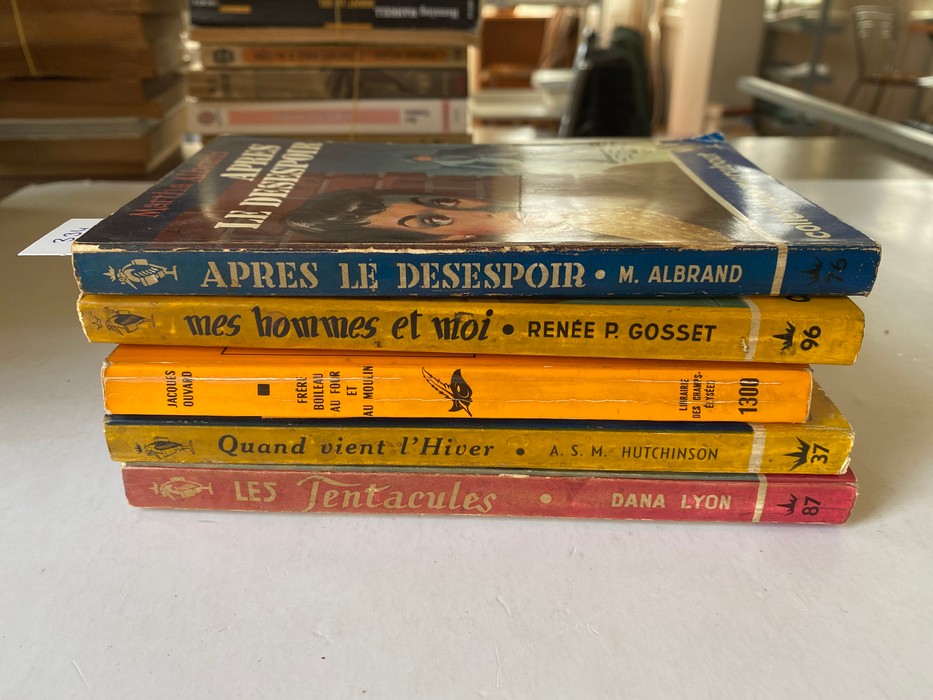 APRES
LE DESESPOIR
APRES LE DESESPOIR • M. ALBRAND
76
mes hommes et moi • RENÉE P. GOSSET
96
JACQUES
OUVARD
FRÈRE
BOILEAU
AU FOUR
ET
AU MOULIN
LIBRAIRIE
DES CHAMPS-
ÉLYSÉES
1300
Quand vient l'Hiver • A. S. M. HUTCHINSON
37
LES Tentacules • DANA LYON
87